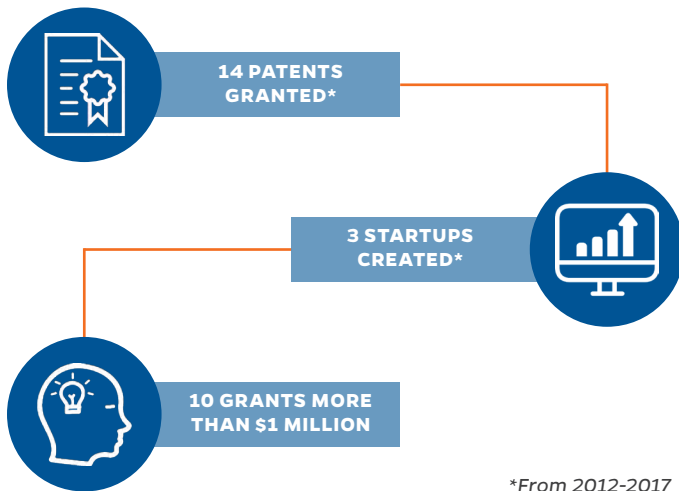 14 PATENTS
GRANTED*
3 STARTUPS
CREATED*
10 GRANTS MORE
THAN $1 MILLION
*From 2012-2017